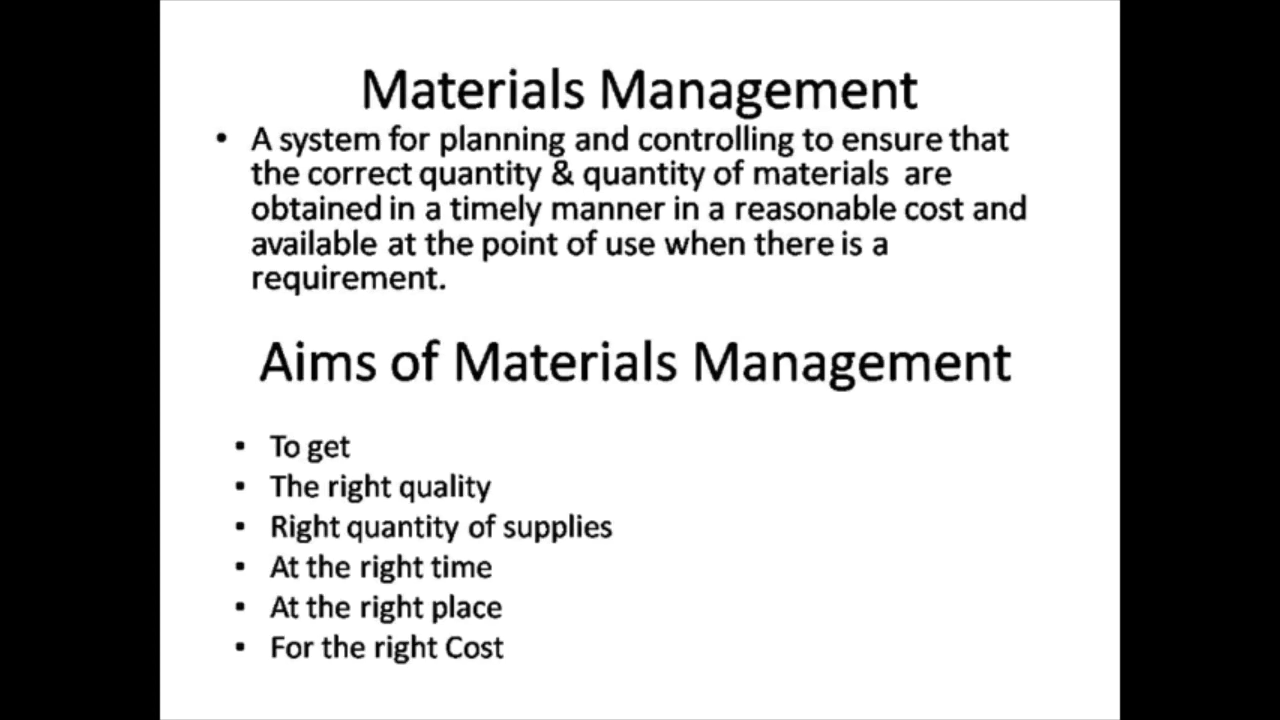 Materials Management
• A system for planning and controlling to ensure that
the correct quantity & quantity of materials are
obtained in a timely manner in a reasonable cost and
available at the point of use when there is a
requirement.
Aims of Materials Management
• To get
• The right quality
• Right quantity of supplies
• At the right time
• At the right place
• For the right Cost